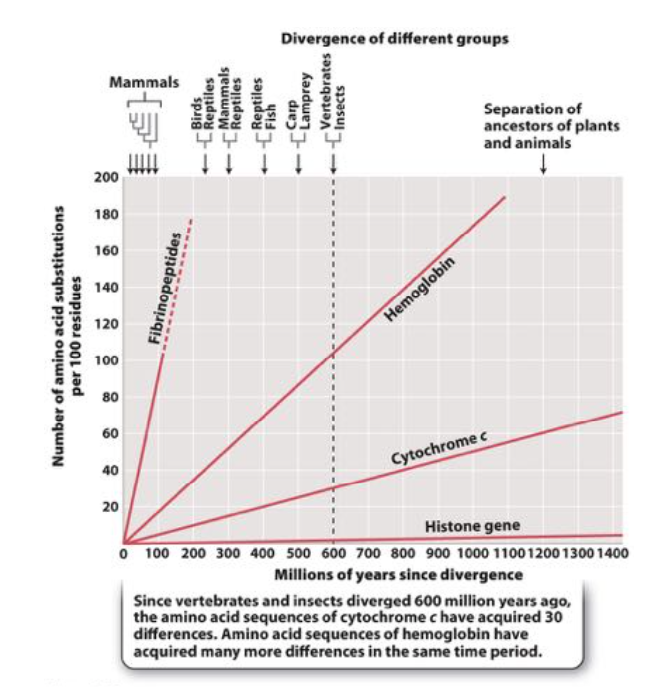 Divergence of different groups
Mammals
Birds
Reptiles
Mammals
Reptiles
Reptiles
Fish
Carp
Lamprey
Vertebrates
Insects
Separation of
ancestors of plants
and animals
Number of amino acid substitutions
per 100 residues
200
180
160
140
120
100
80
60
40
20
Fibrinopeptides
Hemoglobin
Cytochrome c
Histone gene
0 100 200 300 400 500 600 700 800 900 1000 1100 1200 1300 1400
Millions of years since divergence
Since vertebrates and insects diverged 600 million years ago,
the amino acid sequences of cytochrome c have acquired 30
differences. Amino acid sequences of hemoglobin have
acquired many more differences in the same time period.